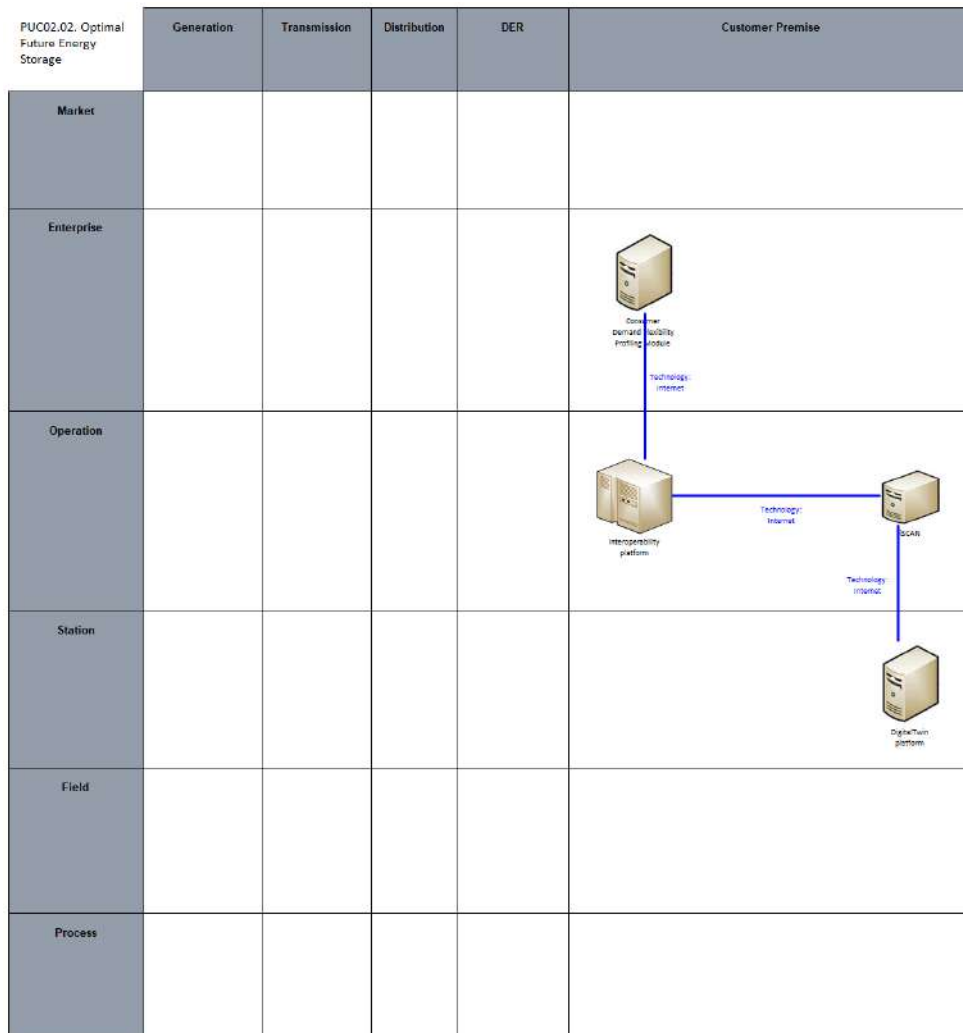 PUC02.02. Optimal
Future Energy
Storage
Generation
Transmission
Distribution
DER
Customer Premise
Market
Enterprise
Consumer
Demand Flexibility
Profiling Module
Technology:
Internet
Operation
Interoperability
platform
Technology:
Internet
iSCAN
Technology
Internet
Station
DigitalTwin
platform
Field
Process